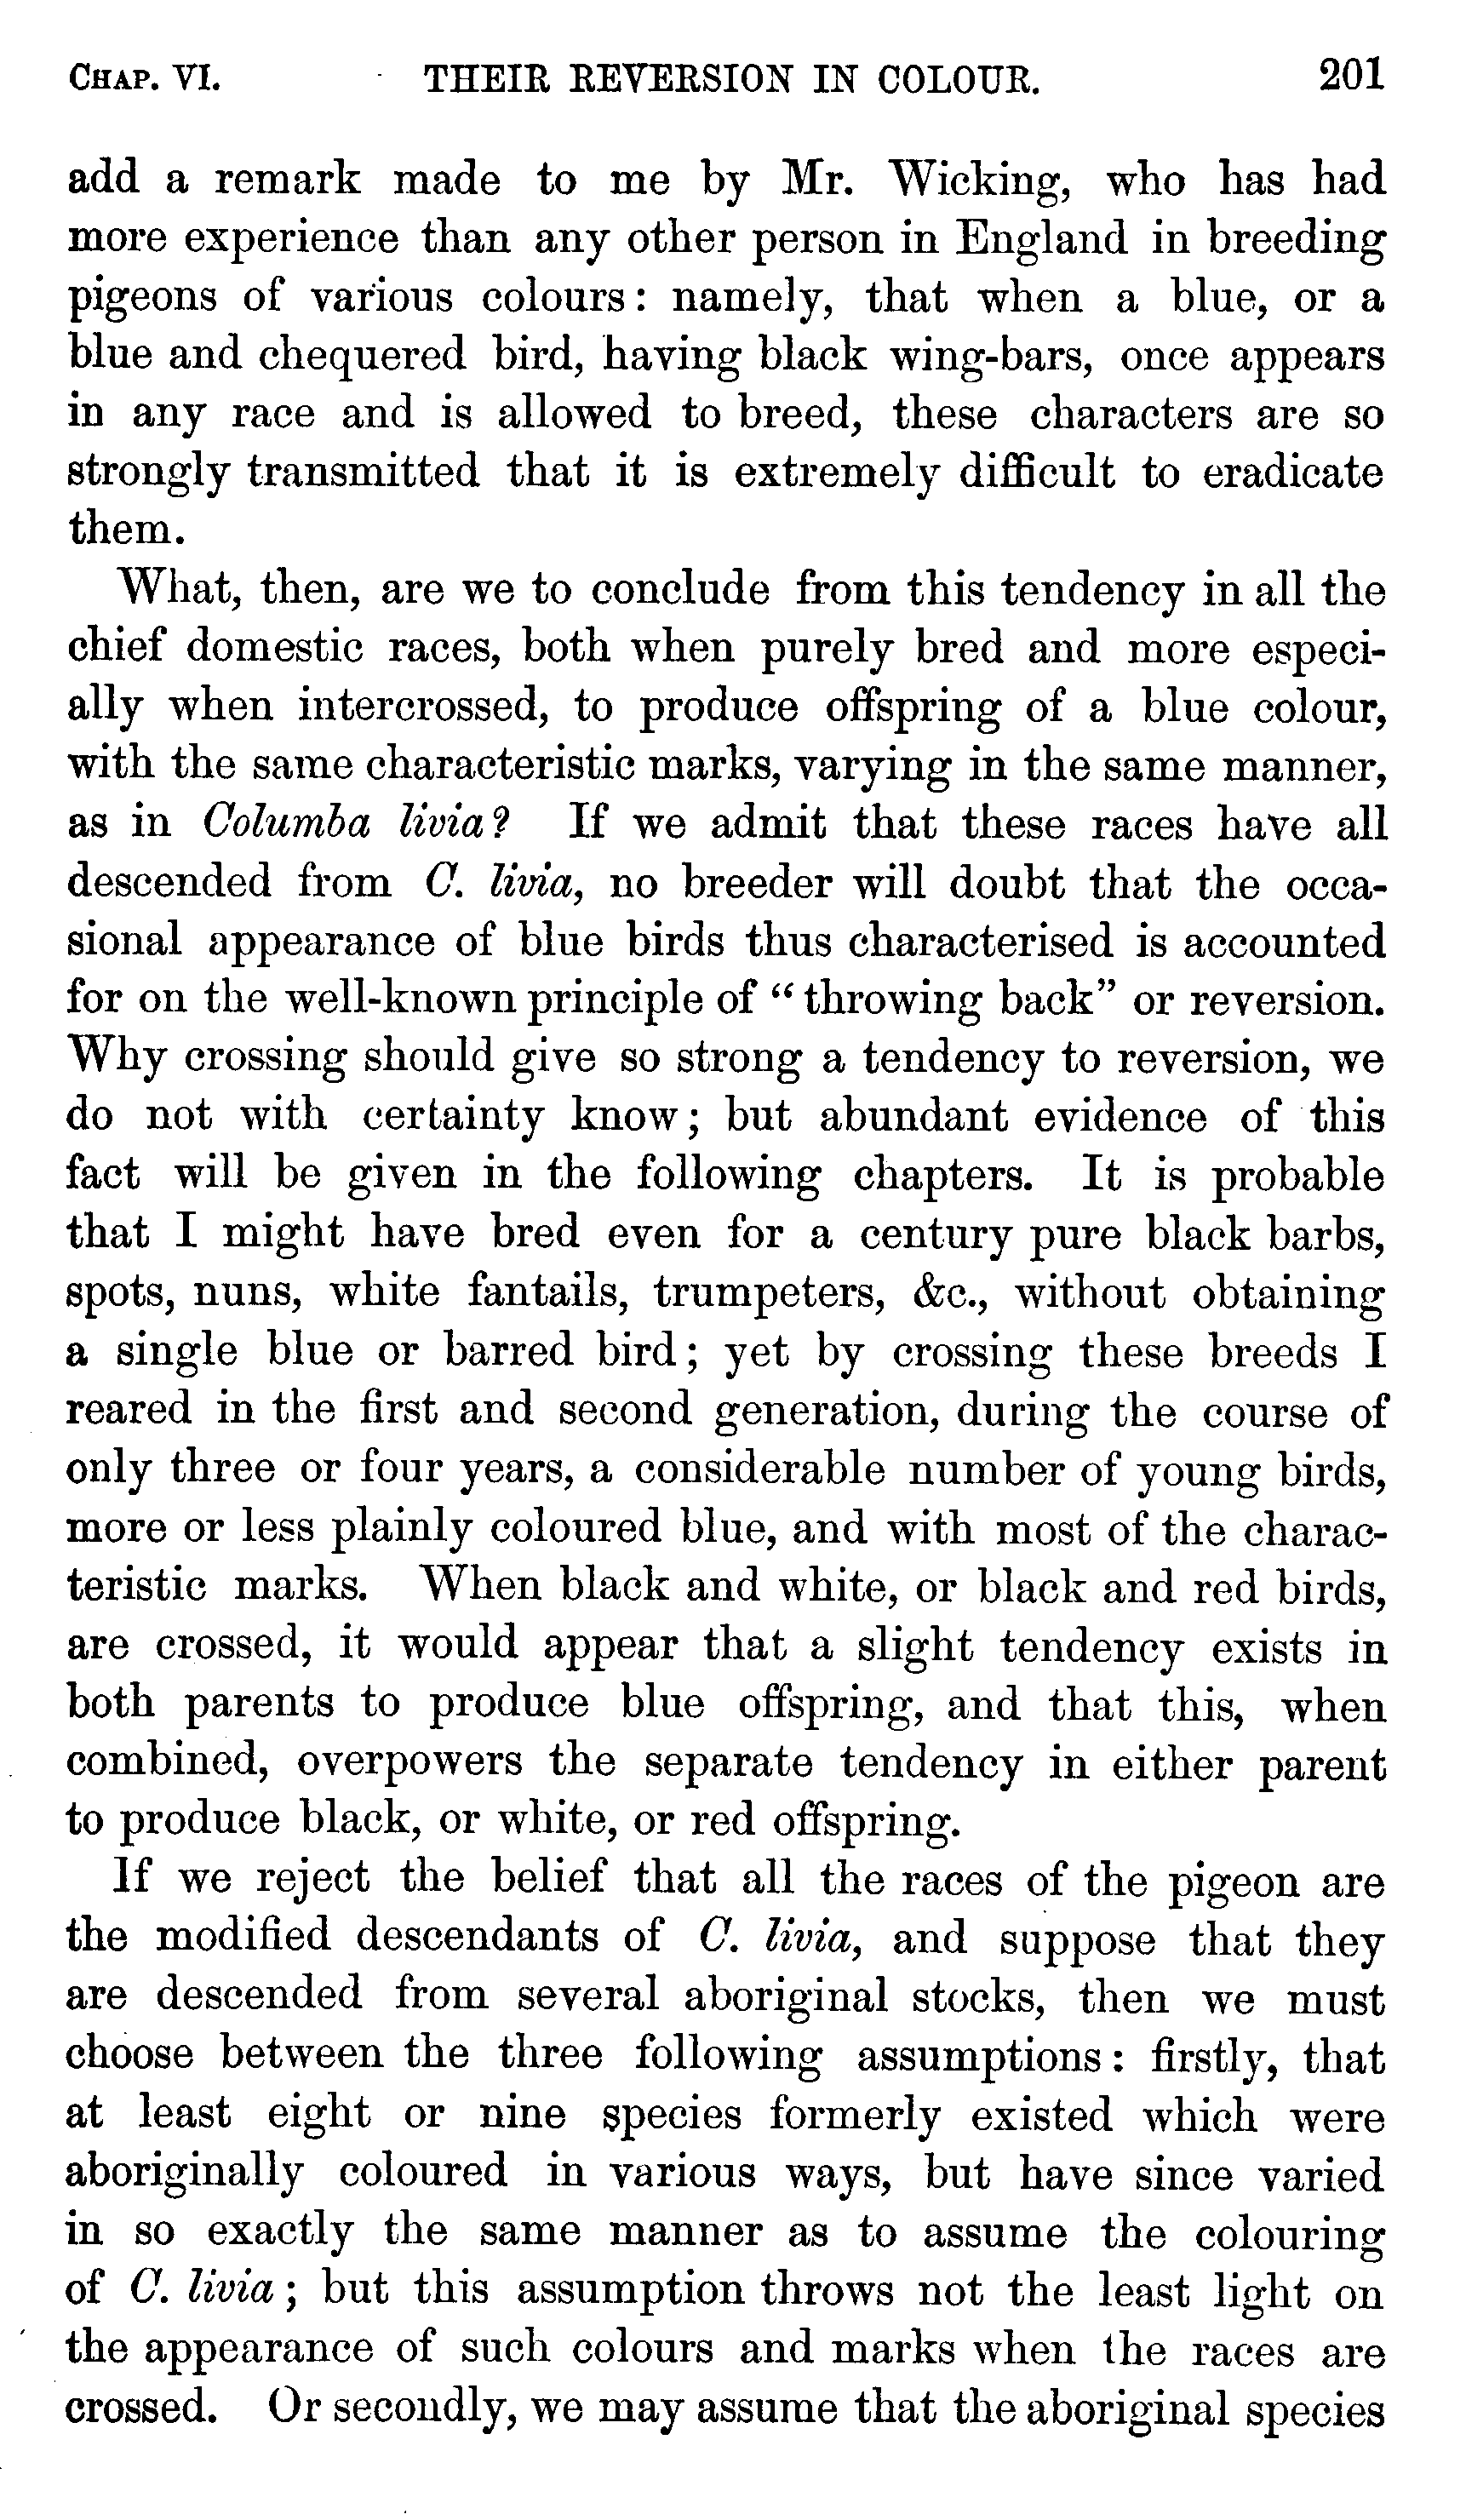 CHAP. VI. THEIR REVERSION IN COLOUR. 201
add a remark made to me by Mr. Wicking, who has had
more experience than any other person in England in breeding
pigeons of various colours: namely, that when a blue, or a
blue and chequered bird, having black wing-bars, once appears
in any race and is allowed to breed, these characters are so
strongly transmitted that it is extremely difficult to eradicate
them.
What, then, are we to conclude from this tendency in all the
chief domestic races, both when purely bred and more especi-
ally when intercrossed, to produce offspring of a blue colour,
with the same characteristic marks, varying in the same manner,
as in Columba livia? If we admit that these races have all
descended from C. livia, no breeder will doubt that the occa-
sional appearance of blue birds thus characterised is accounted
for on the well-known principle of “throwing back” or reversion.
Why crossing should give so strong a tendency to reversion, we
do not with certainty know; but abundant evidence of this
fact will be given in the following chapters. It is probable
that I might have bred even for a century pure black barbs,
spots, nuns, white fantails, trumpeters, &c., without obtaining
a single blue or barred bird; yet by crossing these breeds I
reared in the first and second generation, during the course of
only three or four years, a considerable number of young birds,
more or less plainly coloured blue, and with most of the charac-
teristic marks. When black and white, or black and red birds,
are crossed, it would appear that a slight tendency exists in
both parents to produce blue offspring, and that this, when
combined, overpowers the separate tendency in either parent
to produce black, or white, or red offspring.
If we reject the belief that all the races of the pigeon are
the modified descendants of C. livia, and suppose that they
are descended from several aboriginal stocks, then we must
choose between the three following assumptions: firstly, that
at least eight or nine species formerly existed which were
aboriginally coloured in various ways, but have since varied
in so exactly the same manner as to assume the colouring
of C. livia; but this assumption throws not the least light on
the appearance of such colours and marks when the races are
crossed. Or secondly, we may assume that the aboriginal species